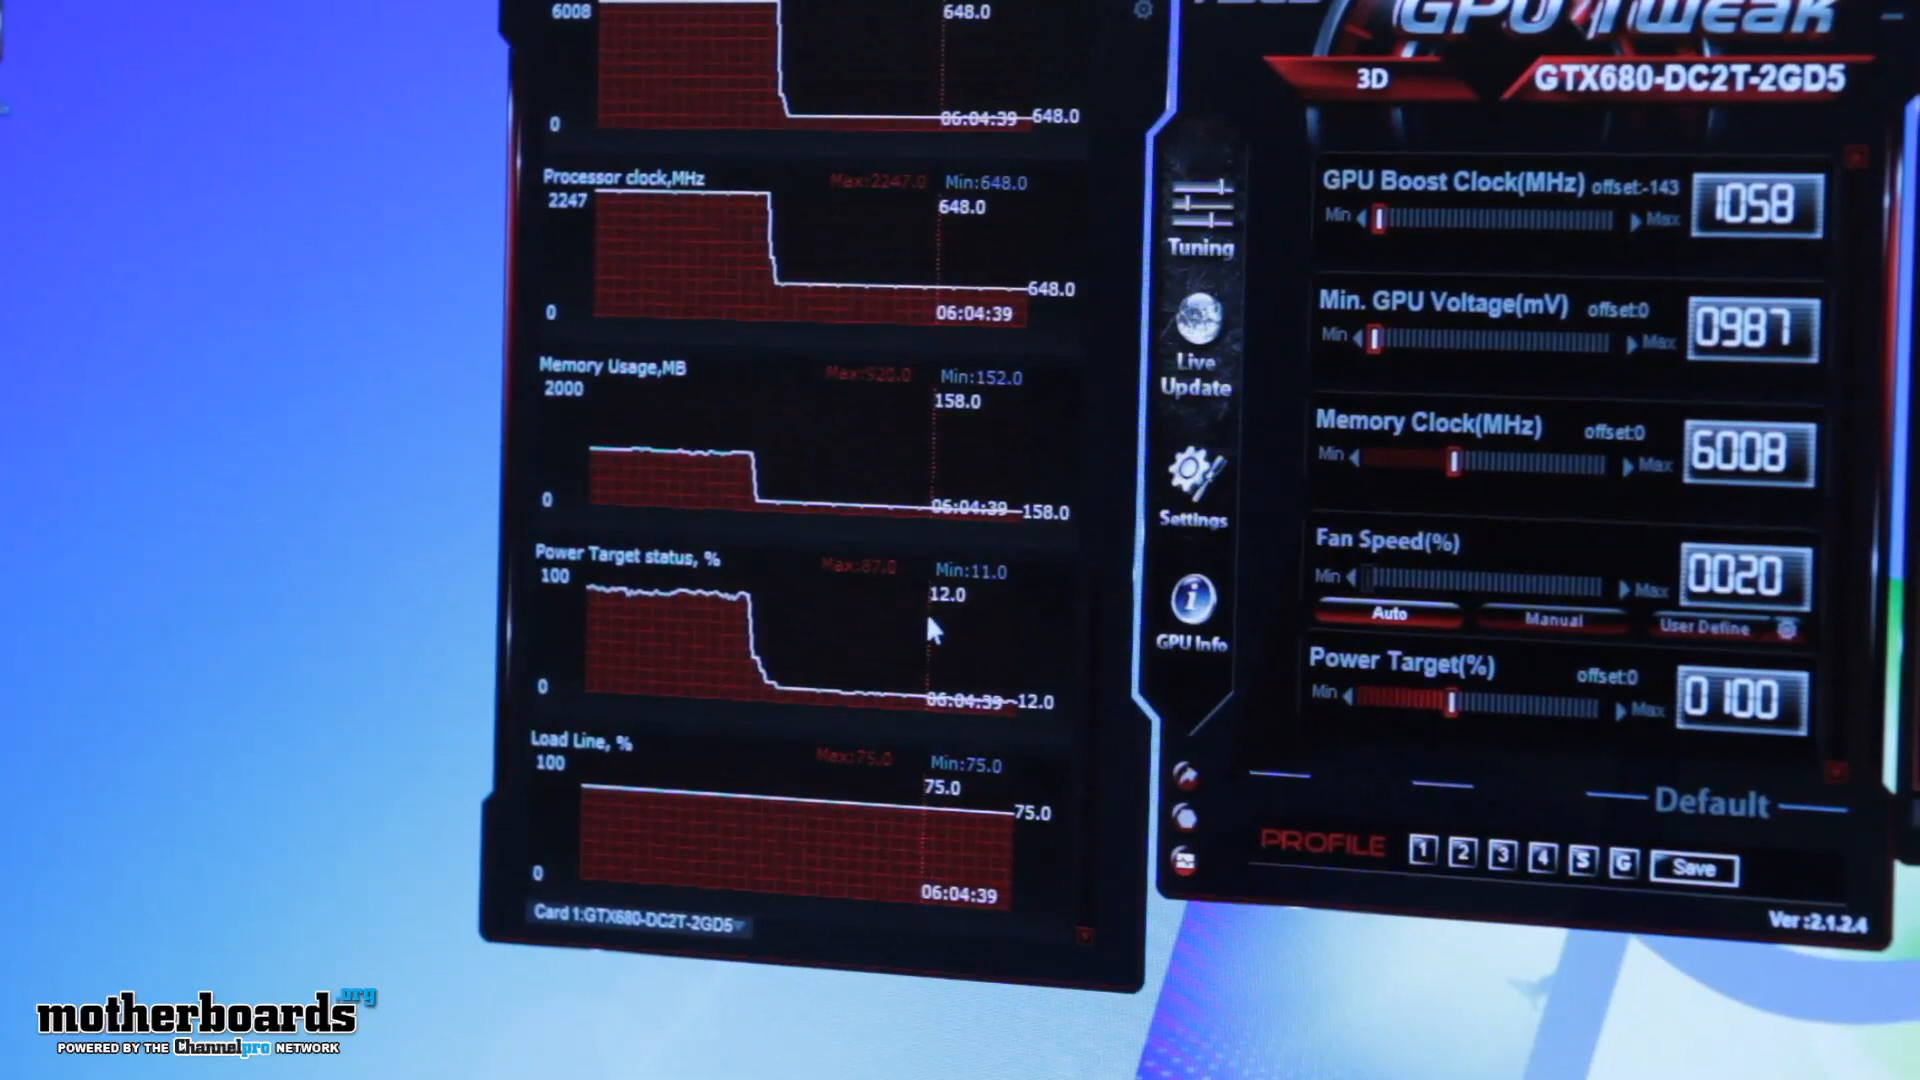 6008
648.0
0
06:04:39
648.0
Processor clock,MHz
Max:2247.0
Min:648.0
2247
648.0
648.0
0
06:04:39
Memory Usage,MB
Max:920.0
Min:152.0
2000
158.0
0
06:04:39
158.0
Power Target status, %
Max:87.0
Min:11.0
100
12.0
0
06:04:39
12.0
Load Line, %
Max:75.0
Min:75.0
100
75.0
75.0
0
06:04:39
Card 1:GTX680-DC2T-2GD5
GPU Tweak
3D
GTX680-DC2T-2GD5
Tuning
Live
Update
Settings
GPU Info
GPU Boost Clock(MHz) offset:-143
Min
Max
1058
Min. GPU Voltage(mV) offset:0
Min
Max
0987
Memory Clock(MHz) offset:0
Min
Max
6008
Fan Speed(%)
Min
Max
0020
Auto
Manual
User Define
Power Target(%) offset:0
Min
Max
0100
Default
PROFILE 1 2 3 4 S G Save
Ver :2.1.2.4
motherboards.org
POWERED BY THE Channelpro NETWORK